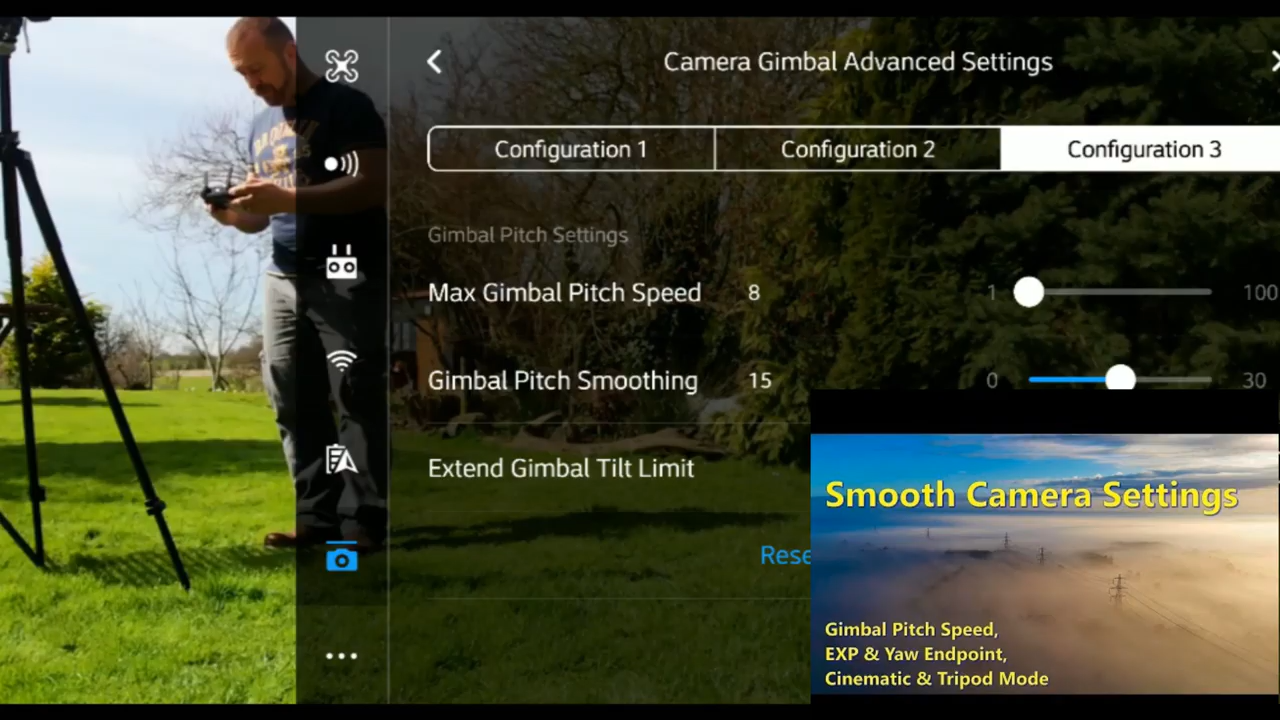 Camera Gimbal Advanced Settings
Configuration 1 Configuration 2 Configuration 3
Gimbal Pitch Settings
Max Gimbal Pitch Speed 8 1 100
Gimbal Pitch Smoothing 15 0 30
Extend Gimbal Tilt Limit
Rese
Smooth Camera Settings
Gimbal Pitch Speed,
EXP & Yaw Endpoint,
Cinematic & Tripod Mode